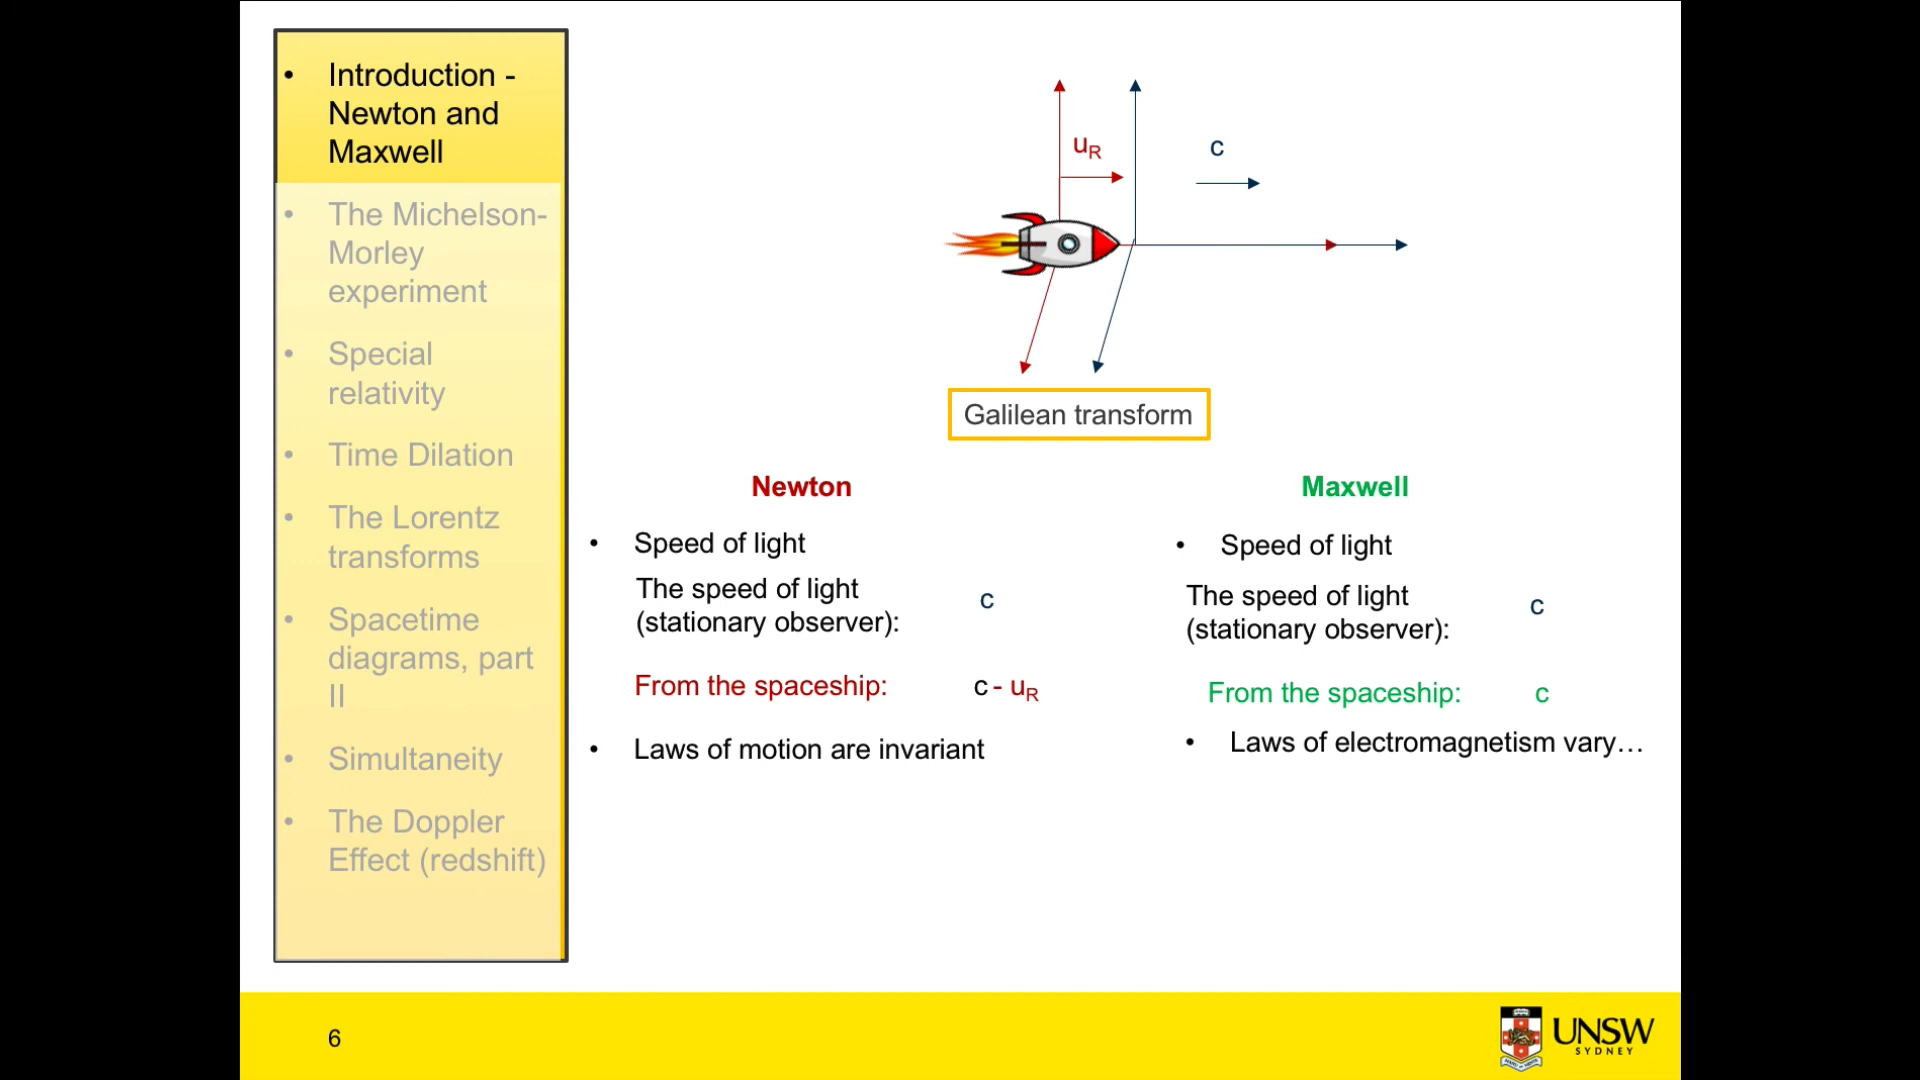 • Introduction -
Newton and
Maxwell
• The Michelson-
Morley
experiment
• Special
relativity
• Time Dilation
• The Lorentz
transforms
• Spacetime
diagrams, part
II
• Simultaneity
• The Doppler
Effect (redshift)
uR
c
Galilean transform
Newton
• Speed of light
The speed of light
(stationary observer): c
From the spaceship: c - uR
• Laws of motion are invariant
Maxwell
• Speed of light
The speed of light
(stationary observer): c
From the spaceship: c
• Laws of electromagnetism vary…
6
UNSW
SYDNEY